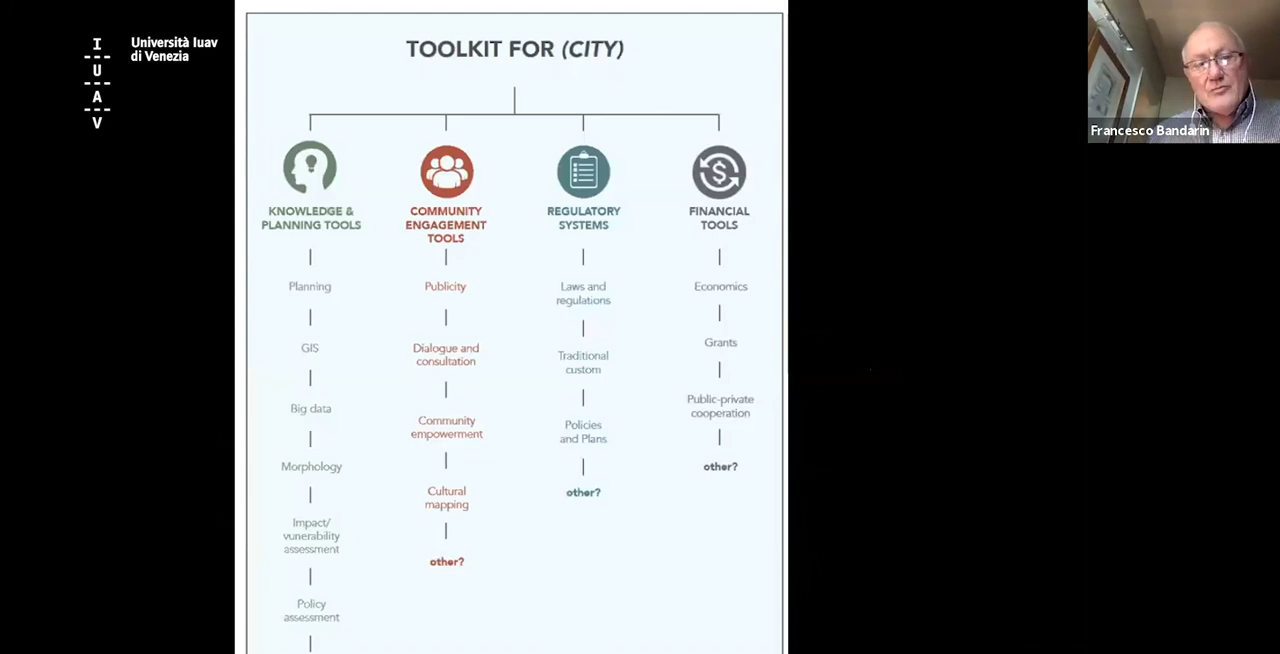 I
U
A
V
Università Iuav
di Venezia
TOOLKIT FOR (CITY)
KNOWLEDGE &
PLANNING TOOLS
Planning
GIS
Big data
Morphology
Impact/
vunerability
assessment
Policy
assessment
COMMUNITY
ENGAGEMENT
TOOLS
Publicity
Dialogue and
consultation
Community
empowerment
Cultural
mapping
other?
REGULATORY
SYSTEMS
Laws and
regulations
Traditional
custom
Policies
and Plans
other?
$
FINANCIAL
TOOLS
Economics
Grants
Public-private
cooperation
other?
Francesco Bandarin